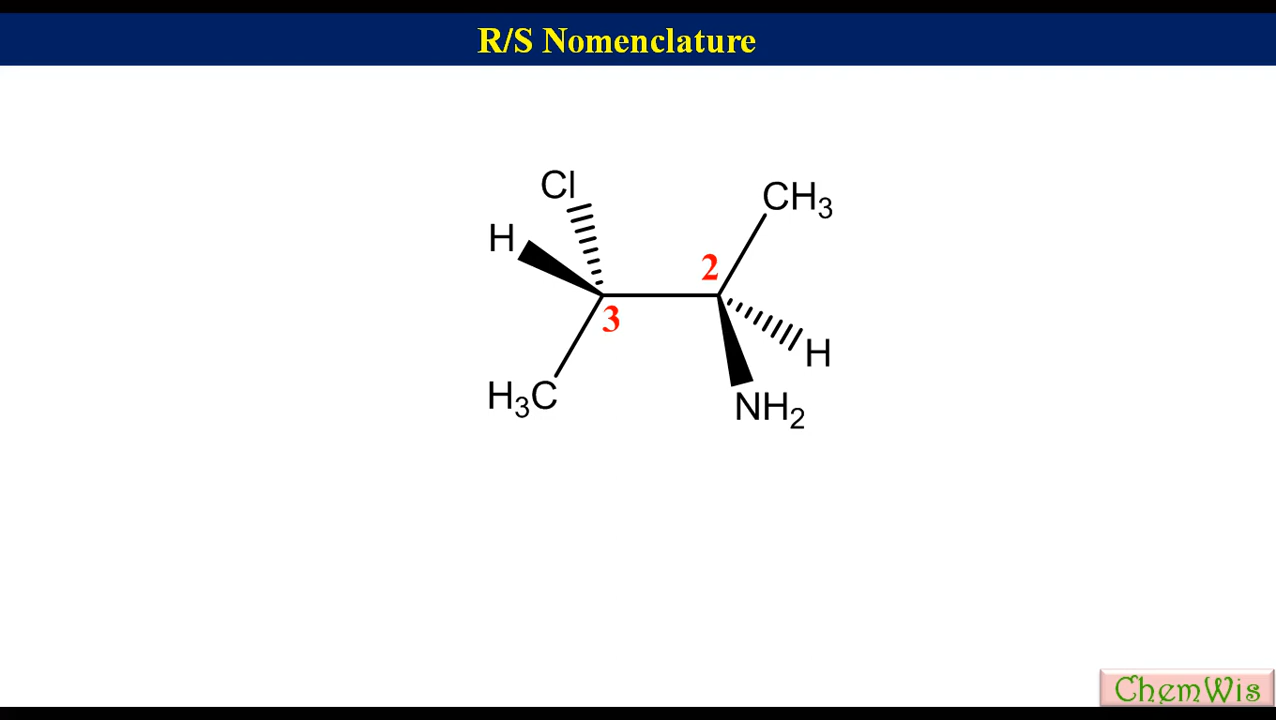 R/S Nomenclature
Cl
CH₃
H
2
3
H
H₃C
NH₂
ChemWis